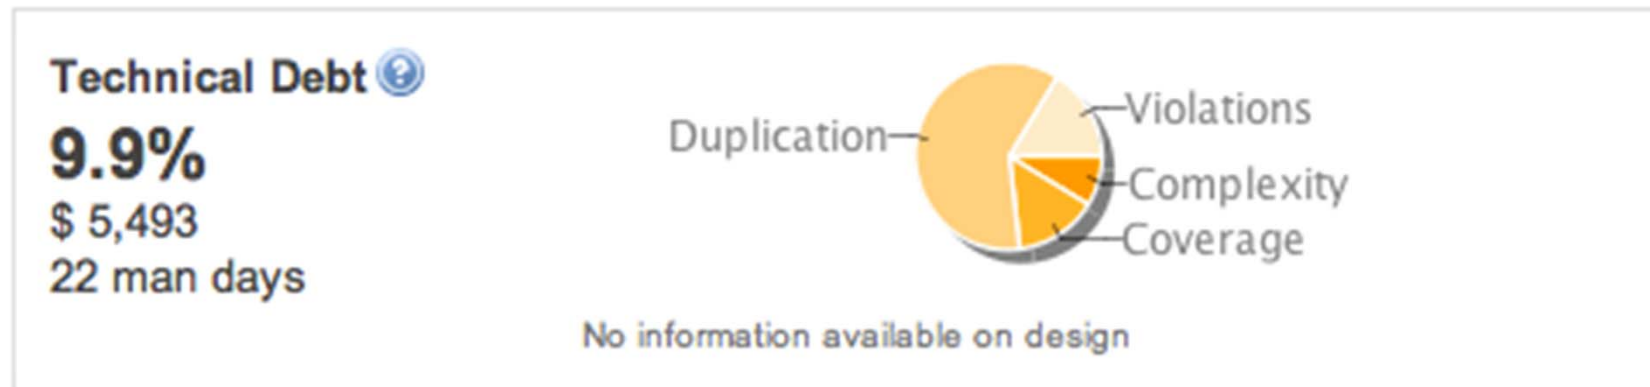 Technical Debt ?
9.9%
$ 5,493
22 man days
Duplication
Violations
Complexity
Coverage
No information available on design